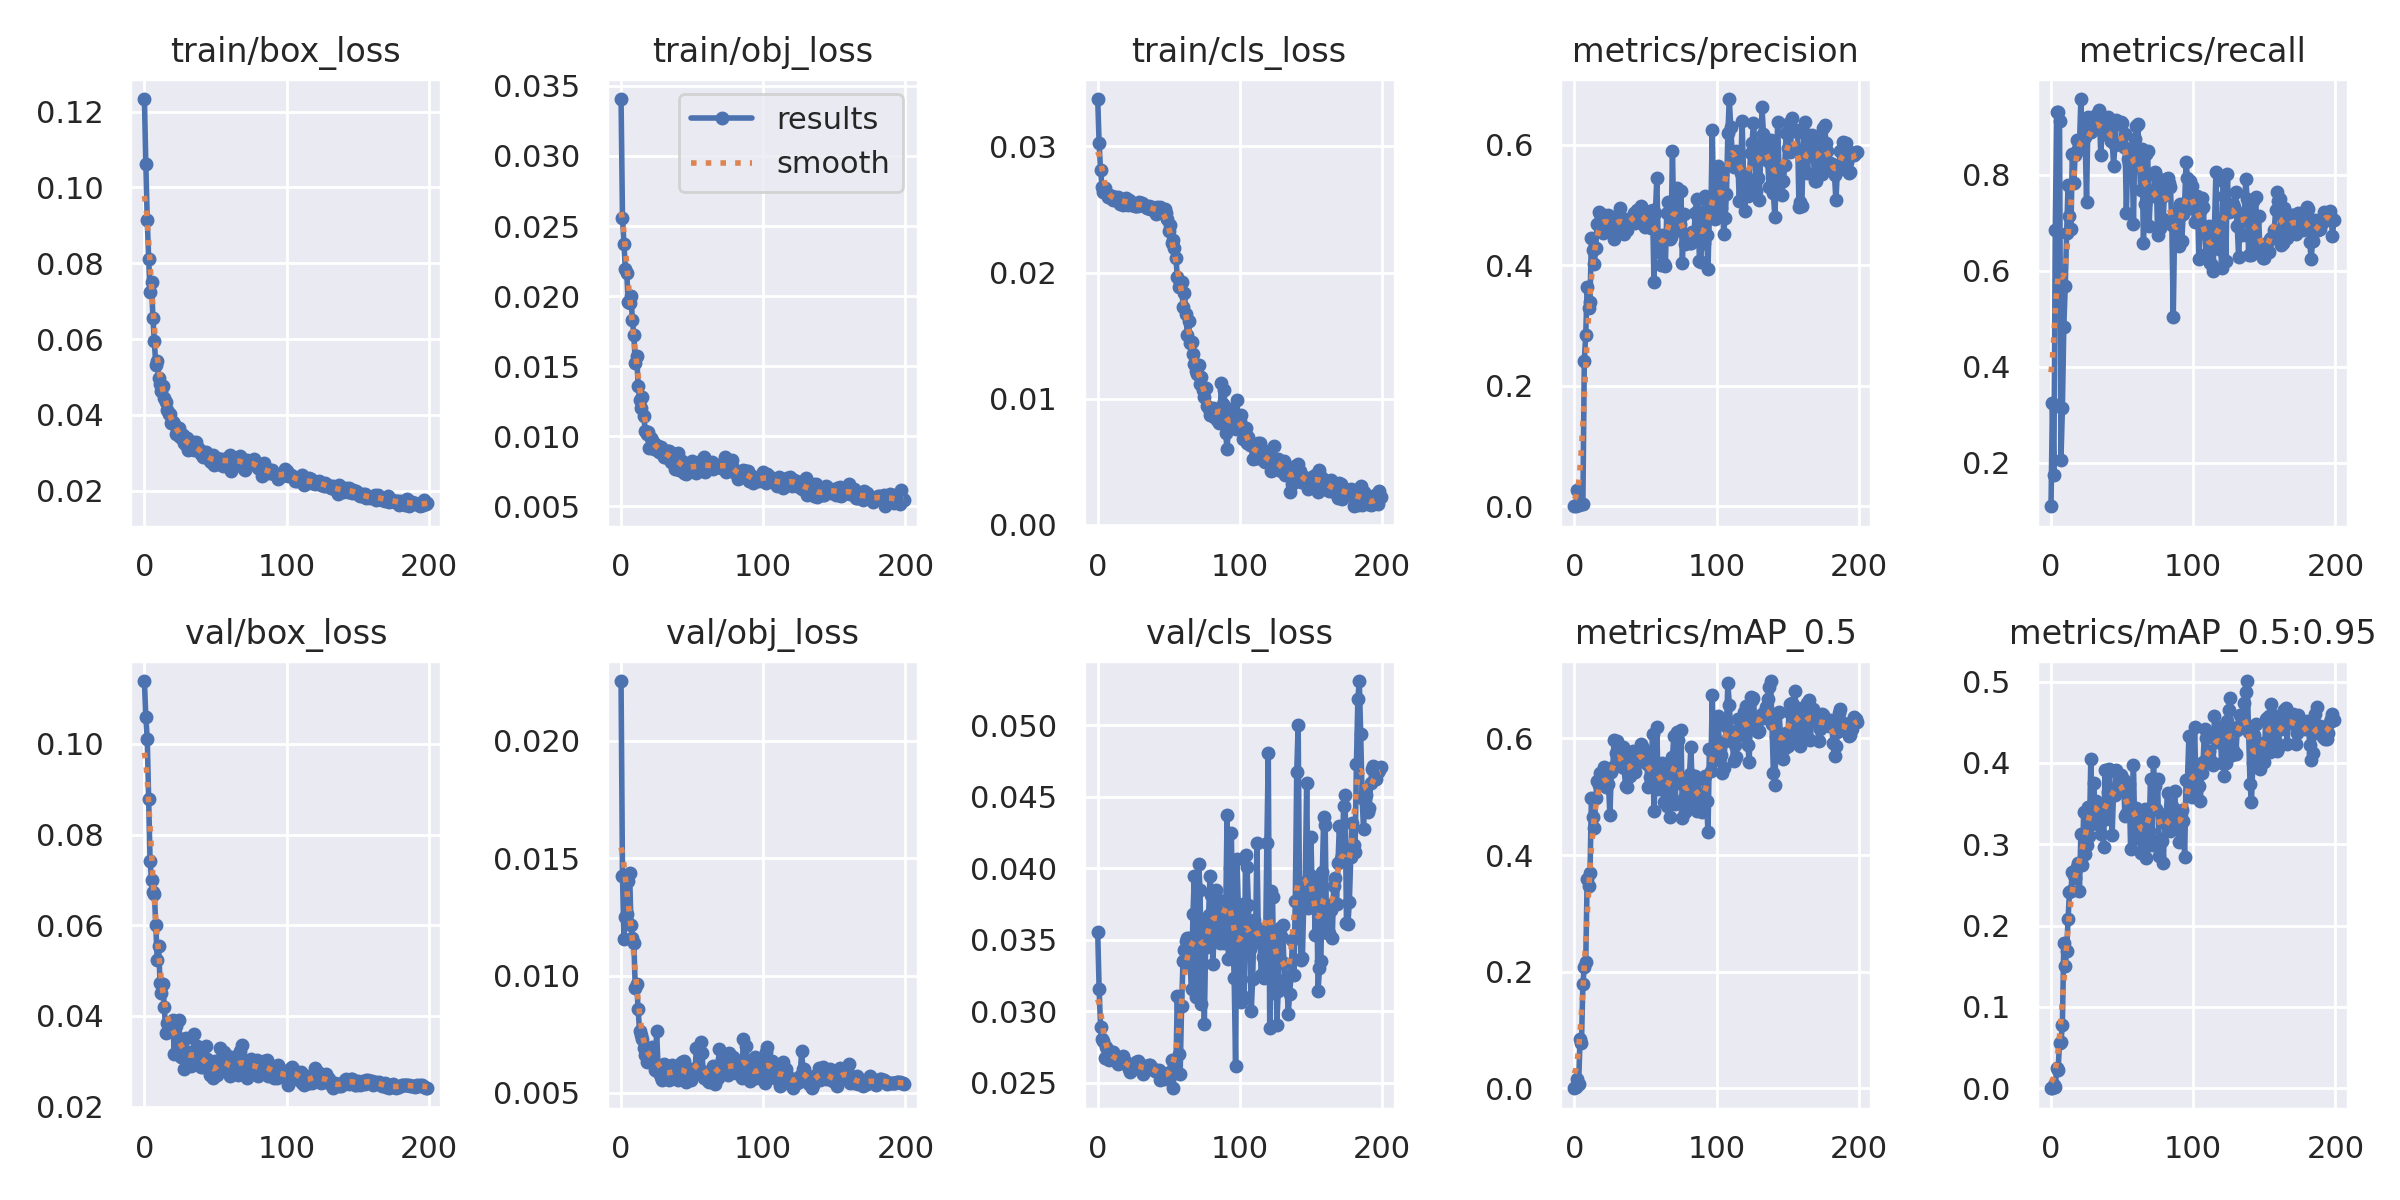 train/box_loss
0.12
0.10
0.08
0.06
0.04
0.02
0 100 200
train/obj_loss
results
smooth
0.035
0.030
0.025
0.020
0.015
0.010
0.005
0 100 200
train/cls_loss
0.03
0.02
0.01
0.00
0 100 200
metrics/precision
0.6
0.4
0.2
0.0
0 100 200
metrics/recall
0.8
0.6
0.4
0.2
0 100 200
val/box_loss
0.10
0.08
0.06
0.04
0.02
0 100 200
val/obj_loss
0.020
0.015
0.010
0.005
0 100 200
val/cls_loss
0.050
0.045
0.040
0.035
0.030
0.025
0 100 200
metrics/mAP_0.5
0.6
0.4
0.2
0.0
0 100 200
metrics/mAP_0.5:0.95
0.5
0.4
0.3
0.2
0.1
0.0
0 100 200